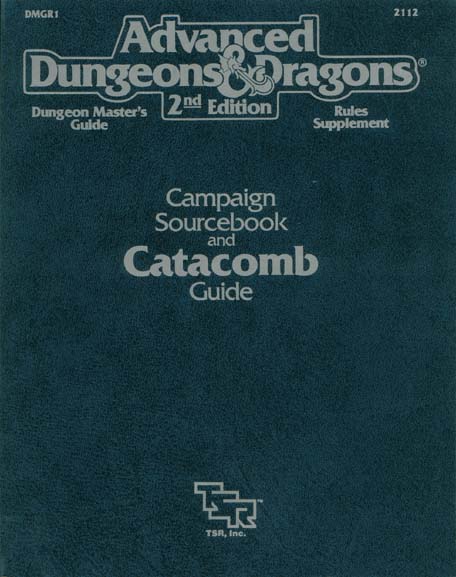 DMGR1
2112
Advanced
Dungeons & Dragons®
2nd Edition
Dungeon Master's
Guide
Rules
Supplement
Campaign
Sourcebook
and
Catacomb
Guide
TSR™
TSR, Inc.